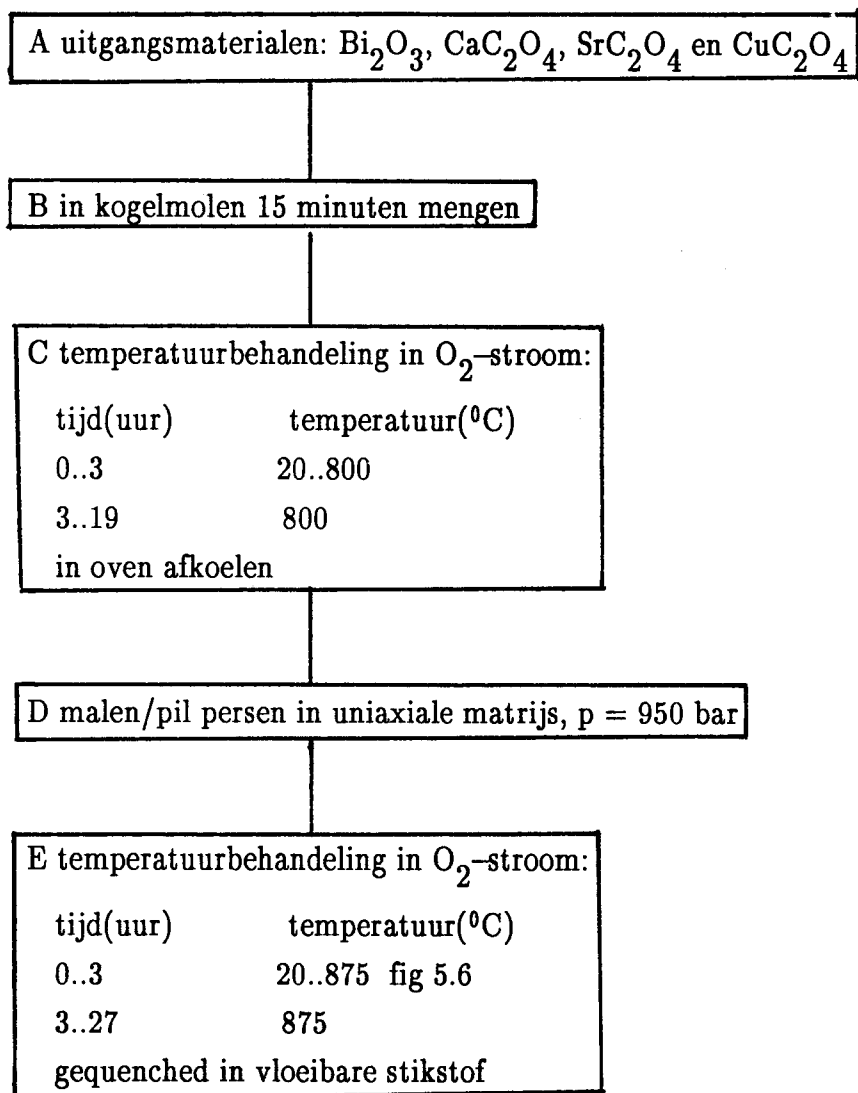 A uitgangsmaterialen: Bi₂O₃, CaC₂O₄, SrC₂O₄ en CuC₂O₄
B in kogelmolen 15 minuten mengen
C temperatuurbehandeling in O₂–stroom:
tijd(uur) temperatuur(⁰C)
0..3 20..800
3..19 800
in oven afkoelen
D malen/pil persen in uniaxiale matrijs, p = 950 bar
E temperatuurbehandeling in O₂–stroom:
tijd(uur) temperatuur(⁰C)
0..3 20..875 fig 5.6
3..27 875
gequenched in vloeibare stikstof